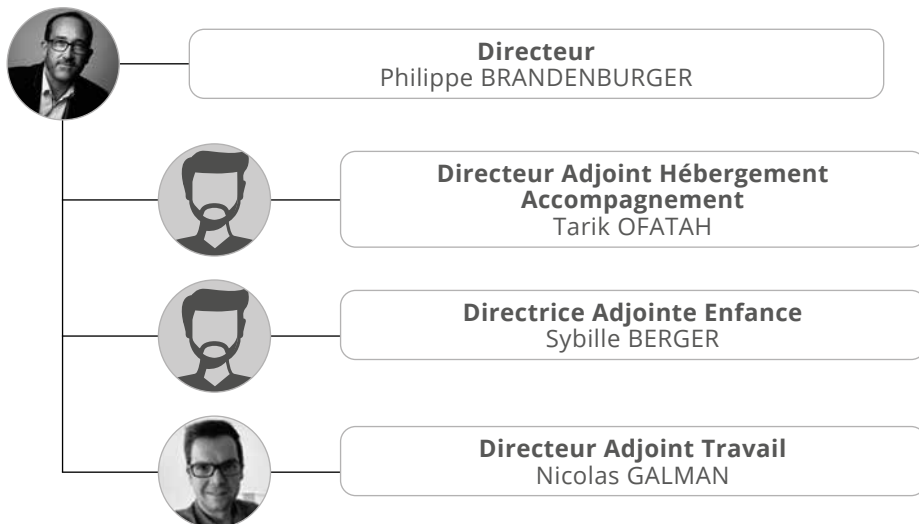 Directeur
Philippe BRANDENBURGER
Directeur Adjoint Hébergement
Accompagnement
Tarik OFATAH
Directrice Adjointe Enfance
Sybille BERGER
Directeur Adjoint Travail
Nicolas GALMAN